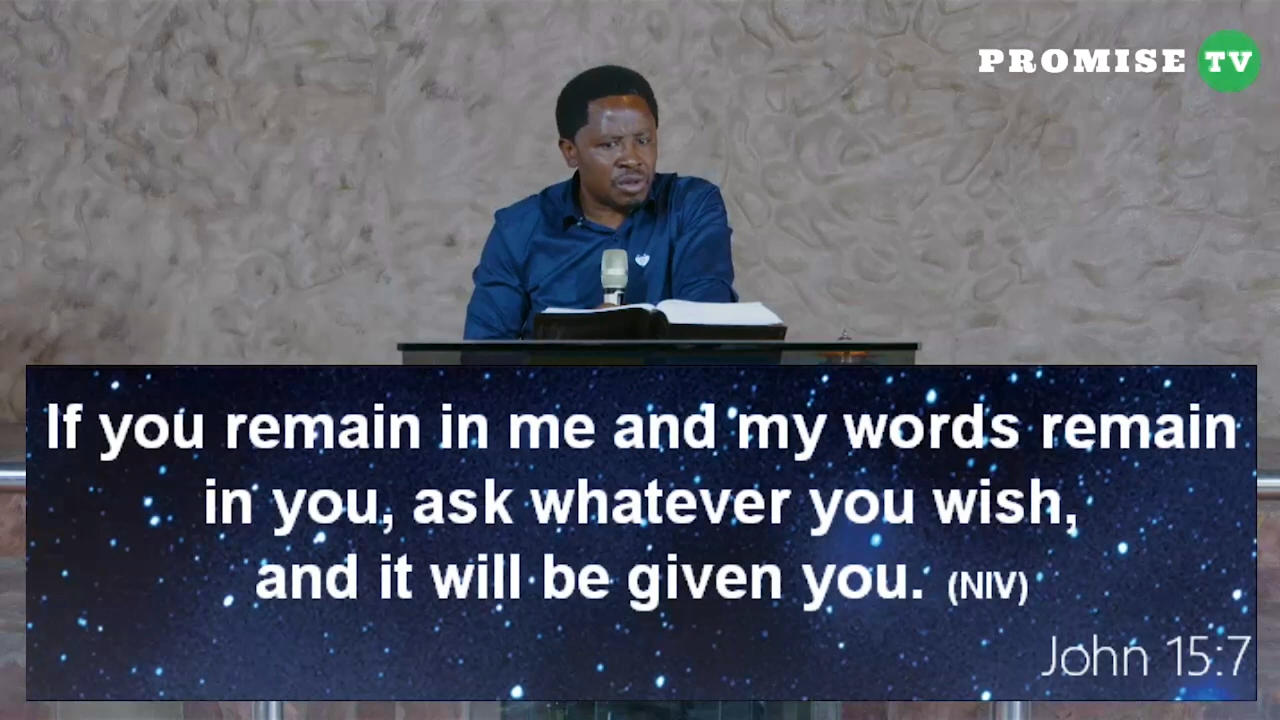 PROMISE TV
If you remain in me and my words remain
in you, ask whatever you wish,
and it will be given you. (NIV)
John 15:7